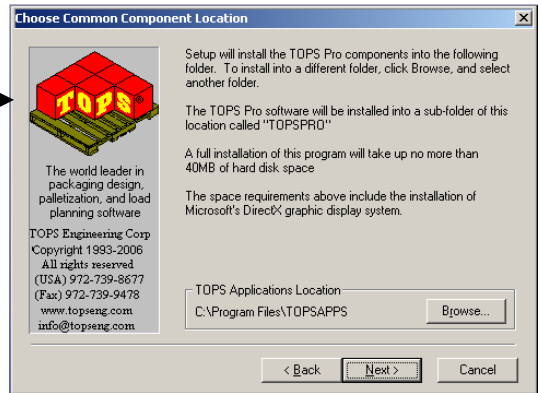 Choose Common Component Location
TOPS
The world leader in
packaging design,
palletization, and load
planning software
TOPS Engineering Corp
Copyright 1993-2006
All rights reserved
(USA) 972-739-8677
(Fax) 972-739-9478
www.topseng.com
info@topseng.com
Setup will install the TOPS Pro components into the following
folder. To install into a different folder, click Browse, and select
another folder.
The TOPS Pro software will be installed into a sub-folder of this
location called "TOPSPRO"
A full installation of this program will take up no more than
40MB of hard disk space
The space requirements above include the installation of
Microsoft's DirectX graphic display system.
TOPS Applications Location
C:\Program Files\TOPSAPPS
Browse...
< Back
Next >
Cancel